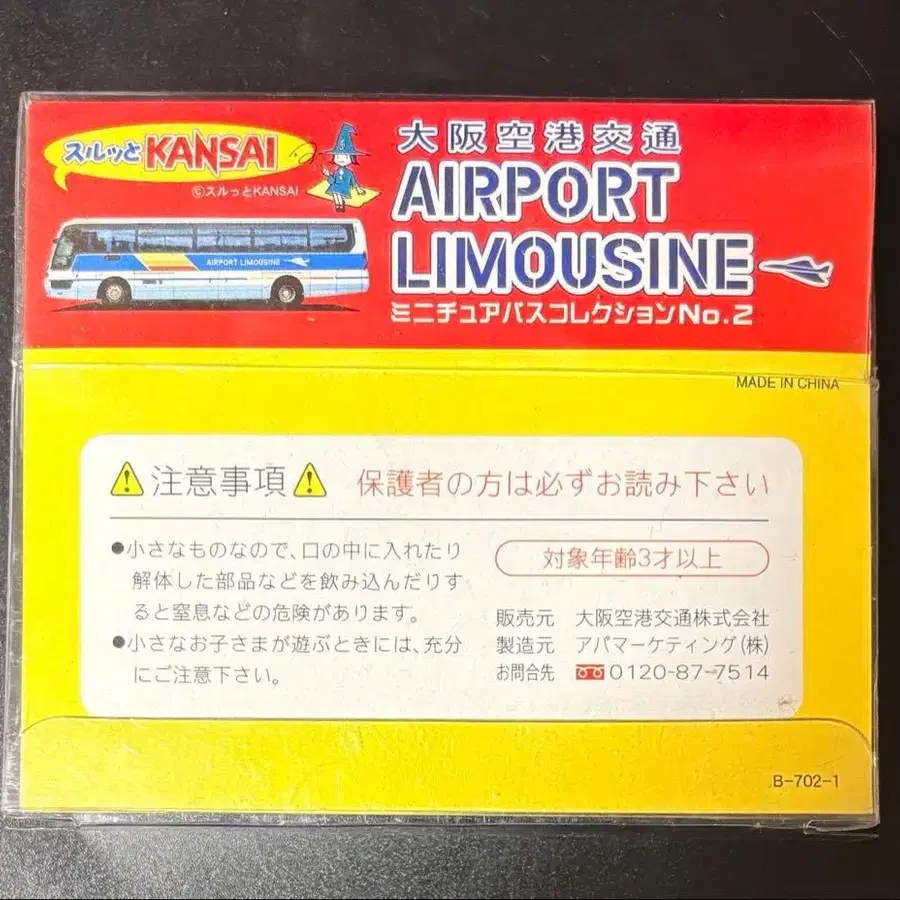 スルッとKANSAI
©スルっとKANSAI
大阪空港交通
AIRPORT
LIMOUSINE
AIRPORT LIMOUSINE
ミニチュアバスコレクションNo.2
MADE IN CHINA
注意事項 保護者の方は必ずお読み下さい
●小さなものなので、口の中に入れたり
解体した部品などを飲み込んだりす
ると窒息などの危険があります。
●小さなお子さまが遊ぶときには、充分
にご注意下さい。
対象年齢3才以上
販売元 大阪空港交通株式会社
製造元 アパマーケティング(株)
お問合先 0120-87-7514
B-702-1